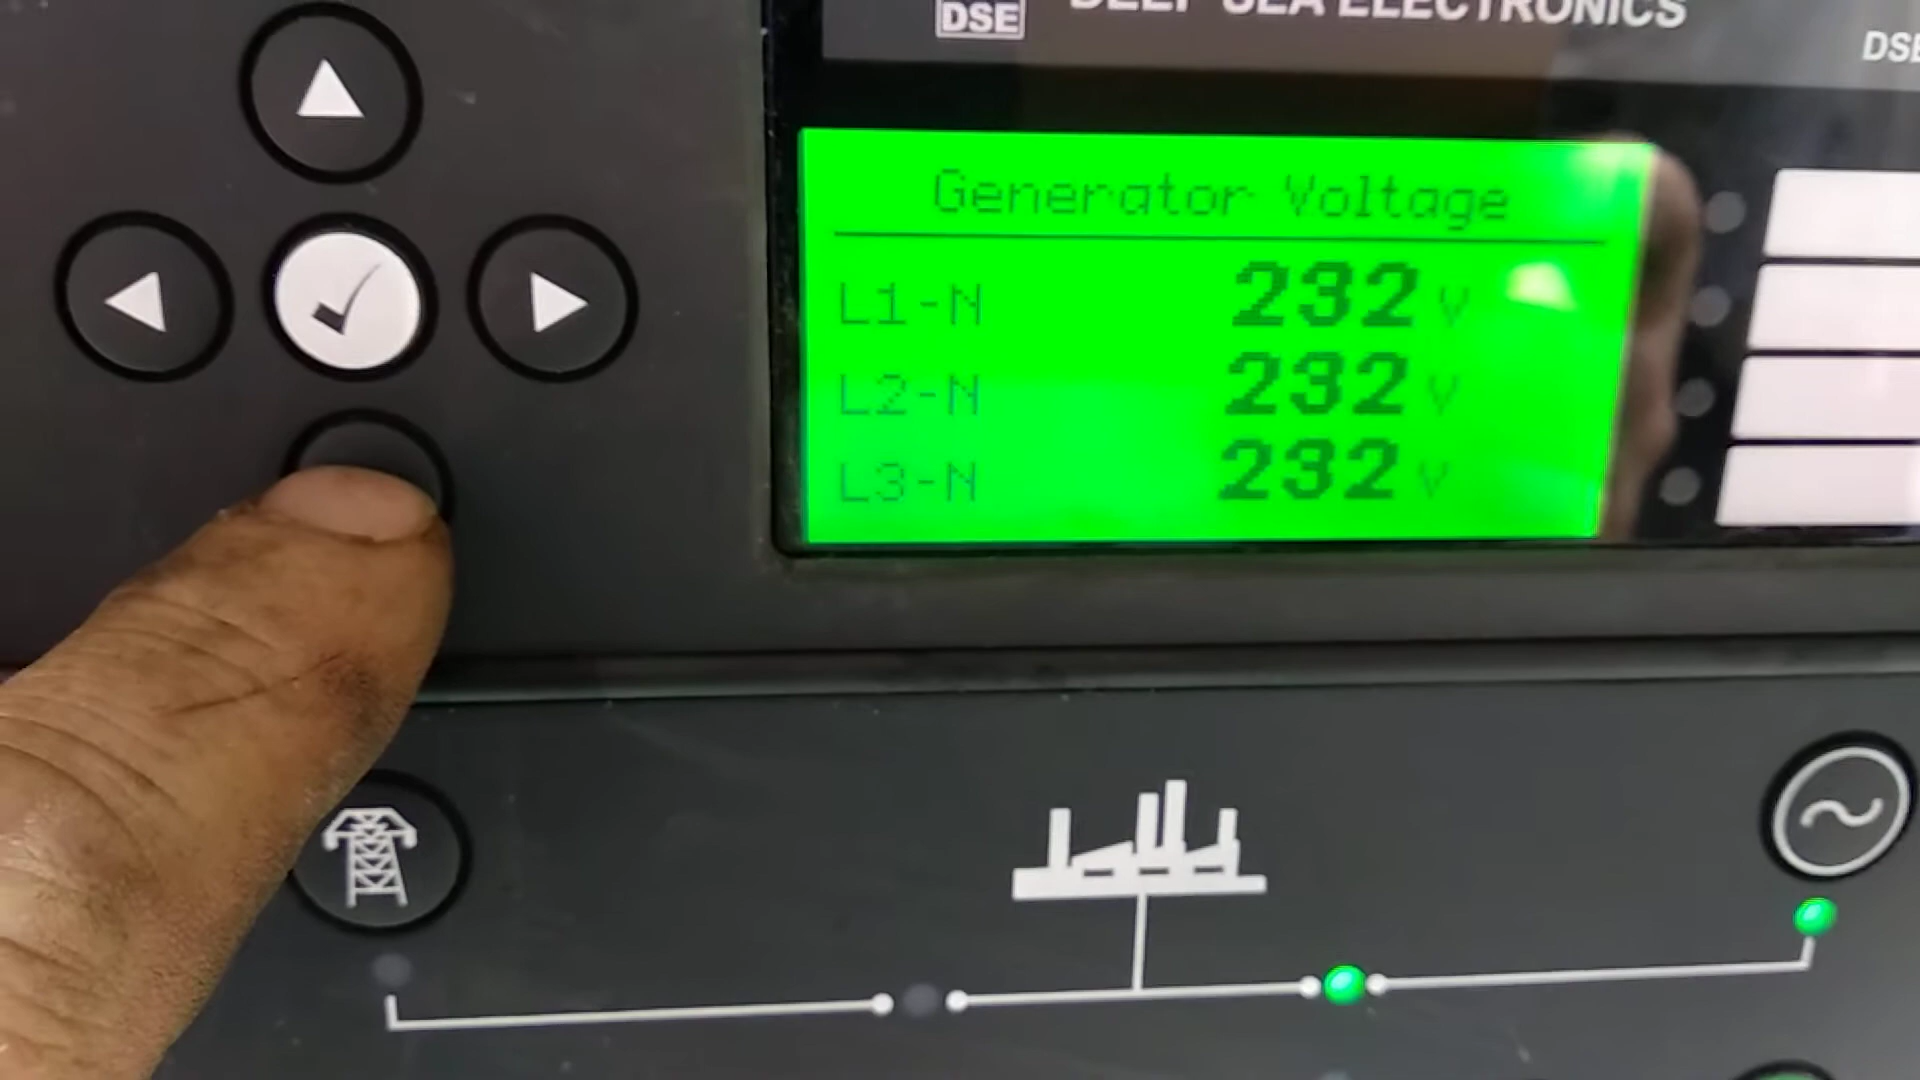 DSE DEEP SEA ELECTRONICS
DSE
Generator Voltage
L1-N 232 V
L2-N 232 V
L3-N 232 V